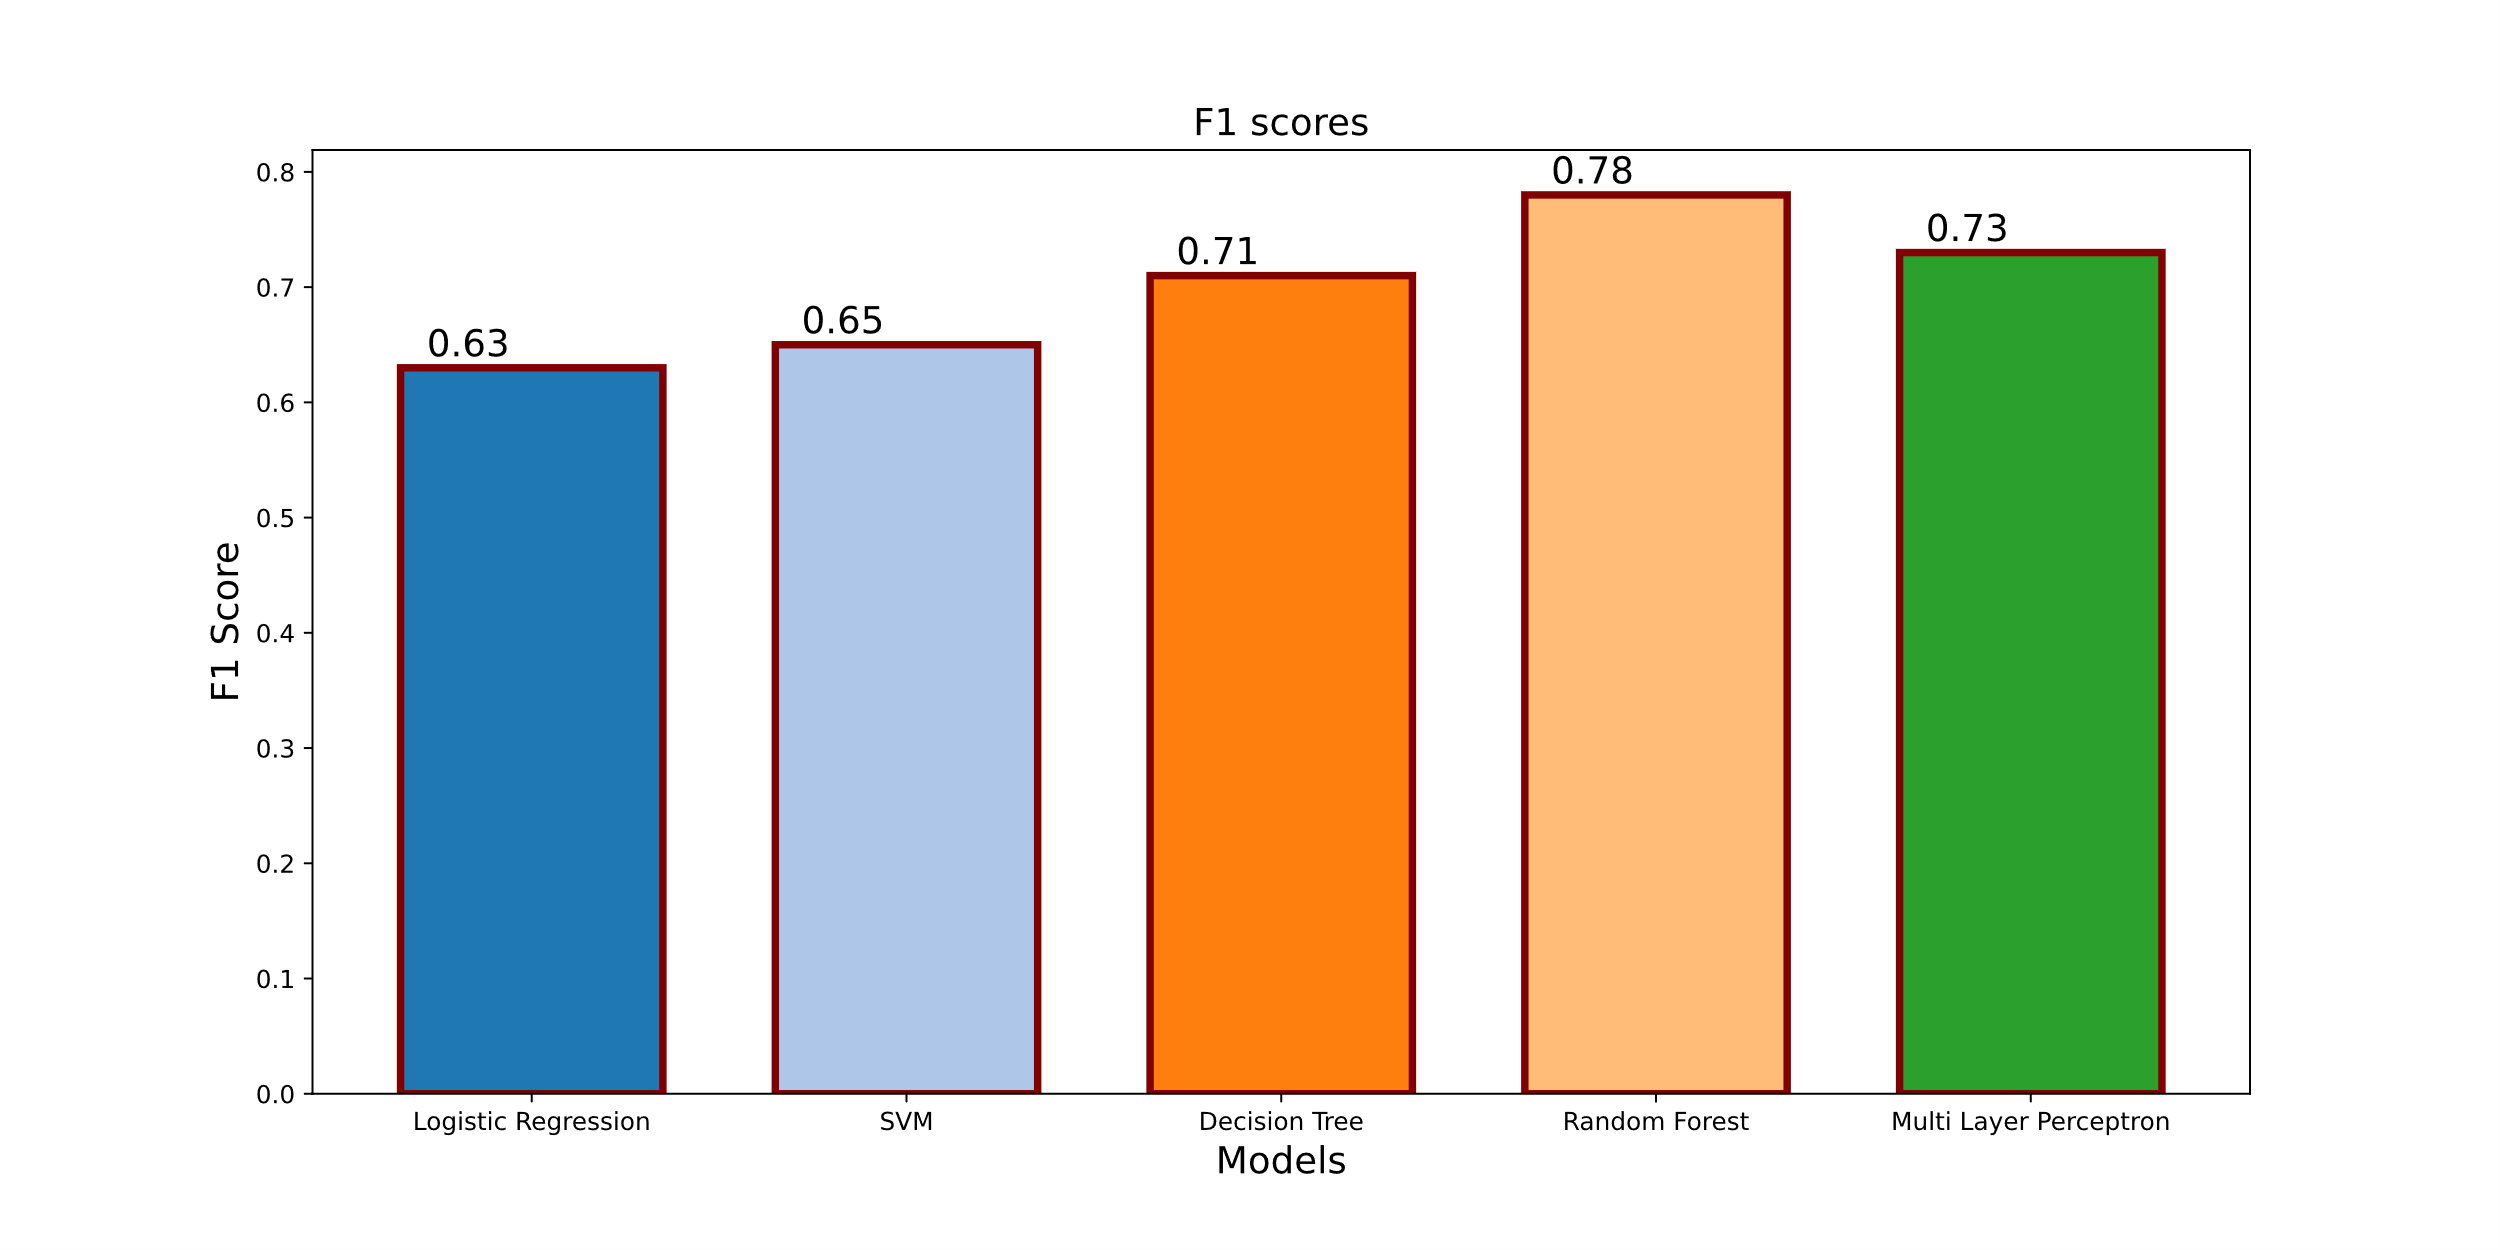 F1 scores
0.8
0.7
0.6
0.5
0.4
0.3
0.2
0.1
0.0
F1 Score
0.63
0.65
0.71
0.78
0.73
Logistic Regression
SVM
Decision Tree
Random Forest
Multi Layer Perceptron
Models